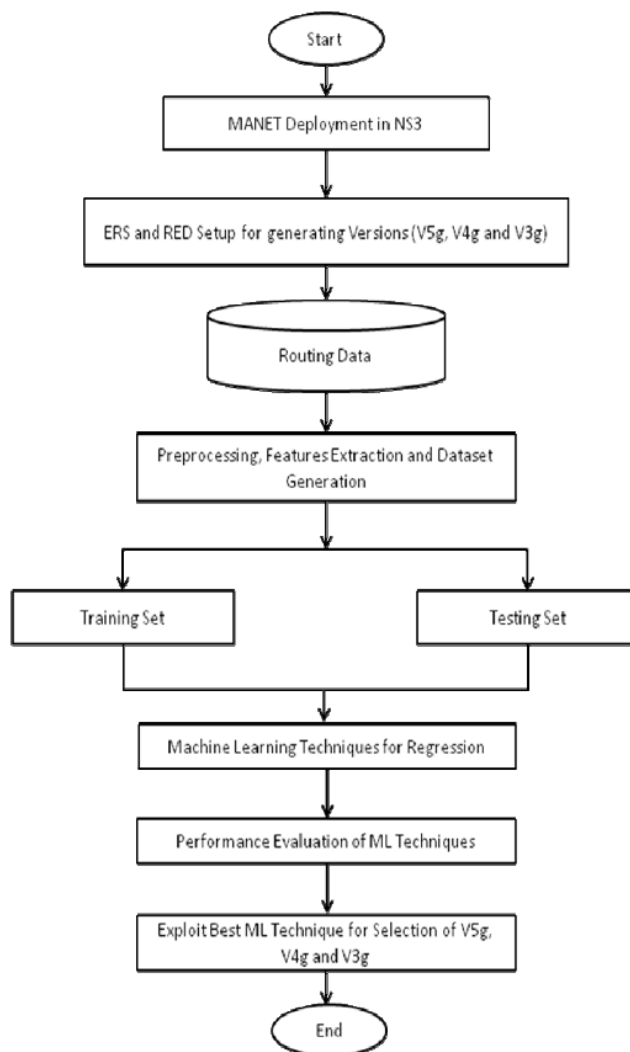 Start
MANET Deployment in NS3
ERS and RED Setup for generating Versions (V5g, V4g and V3g)
Routing Data
Preprocessing, Features Extraction and Dataset
Generation
Training Set
Testing Set
Machine Learning Techniques for Regression
Performance Evaluation of ML Techniques
Exploit Best ML Technique for Selection of V5g,
V4g and V3g
End